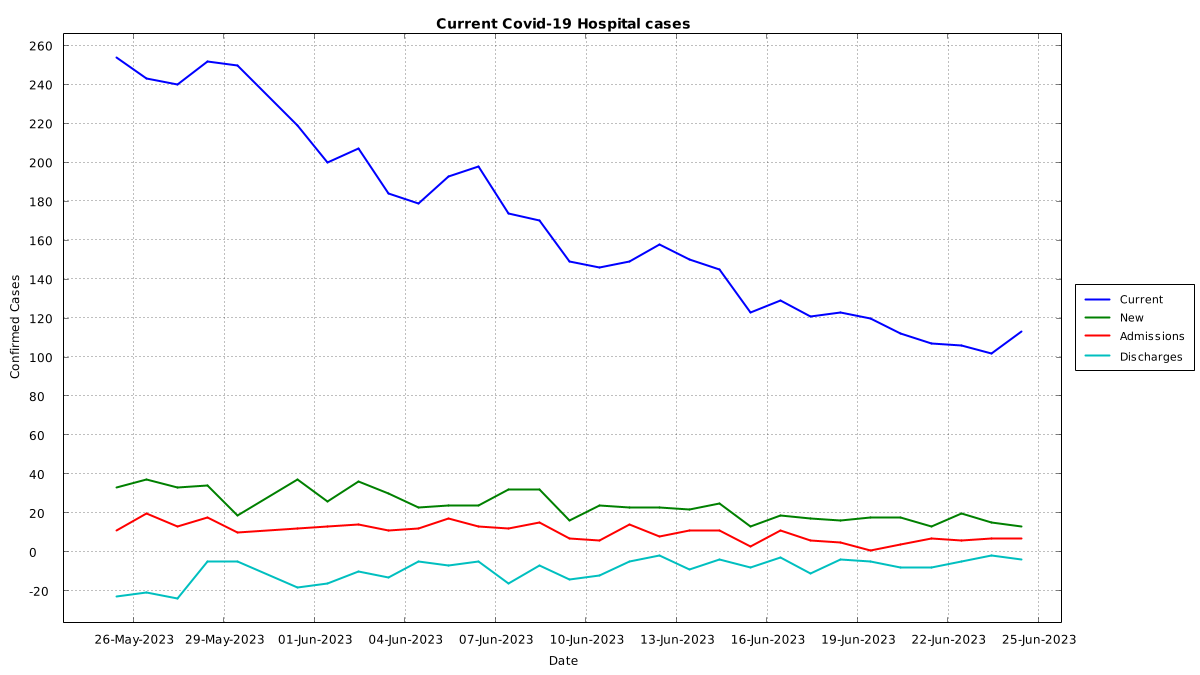 Current Covid-19 Hospital cases
260
240
220
200
180
160
140
120
100
80
60
40
20
0
-20
Confirmed Cases
26-May-2023 29-May-2023 01-Jun-2023 04-Jun-2023 07-Jun-2023 10-Jun-2023 13-Jun-2023 16-Jun-2023 19-Jun-2023 22-Jun-2023 25-Jun-2023
Date
Current
New
Admissions
Discharges